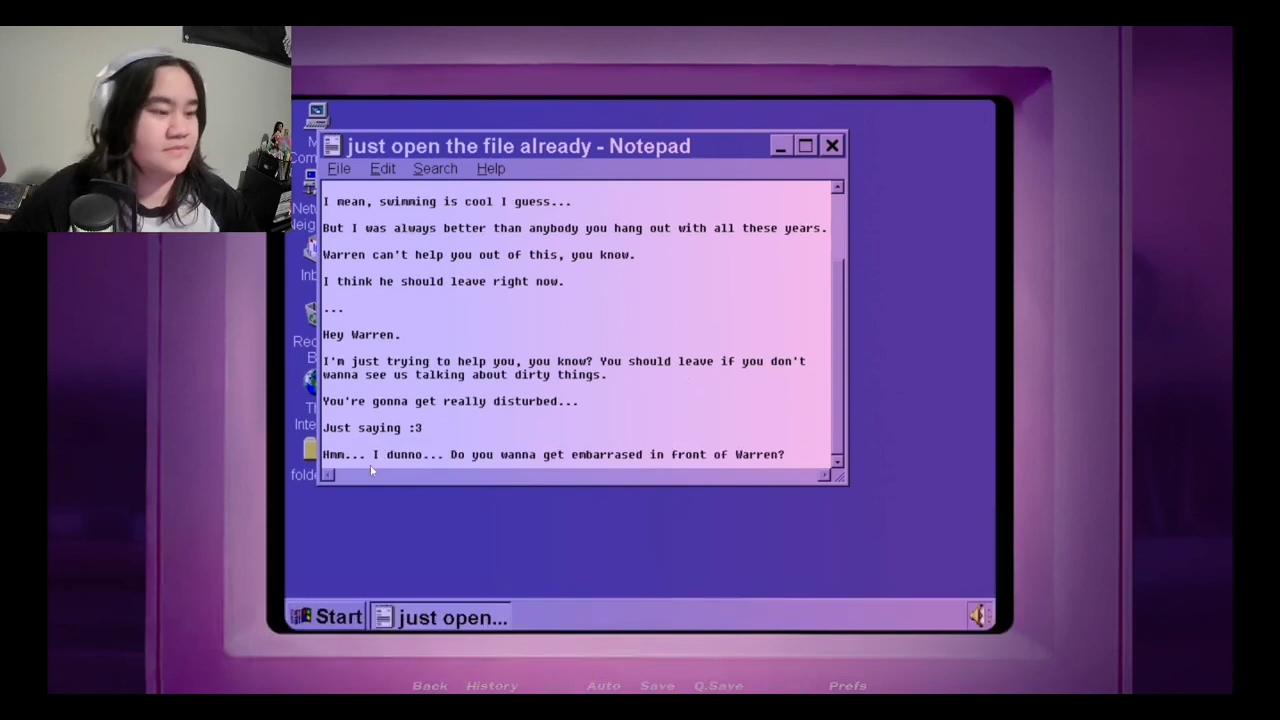 just open the file already - Notepad
File Edit Search Help
I mean, swimming is cool I guess...
But I was always better than anybody you hang out with all these years.
Warren can't help you out of this, you know.
I think he should leave right now.
...
Hey Warren.
I'm just trying to help you, you know? You should leave if you don't
wanna see us talking about dirty things.
You're gonna get really disturbed...
Just saying :3
Hmm... I dunno... Do you wanna get embarrased in front of Warren?
Start just open...
Back History Auto Save Q.Save Prefs